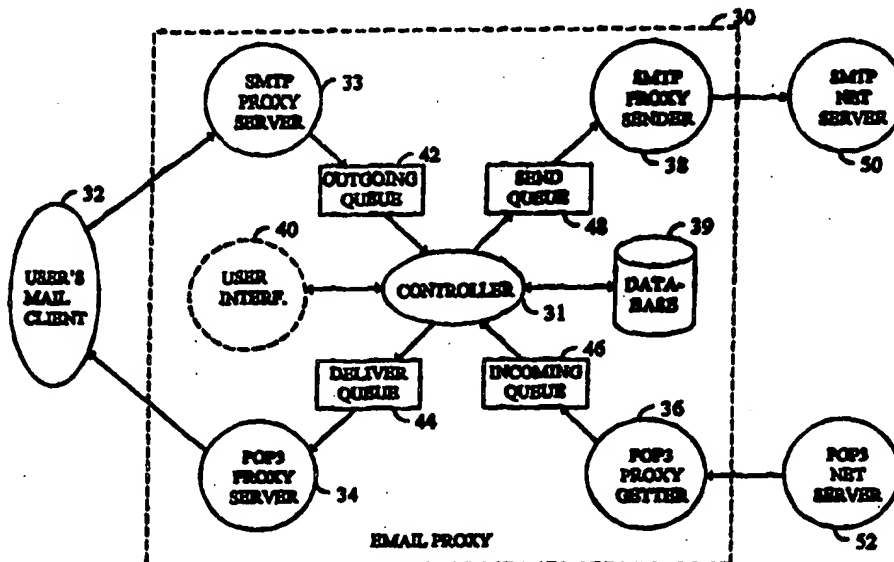 30
SMTP
PROXY
SERVER
33
SMTP
PROXY
SENDER
38
SMTP
NET
SERVER
50
32
OUTGOING
QUEUE
42
SEND
QUEUE
48
USER'S
MAIL
CLIENT
40
USER
INTERF.
CONTROLLER
31
39
DATA-
BASE
DELIVER
QUEUE
44
INCOMING
QUEUE
46
POP3
PROXY
SERVER
34
36
POP3
PROXY
GETTER
POP3
NET
SERVER
52
EMAIL PROXY